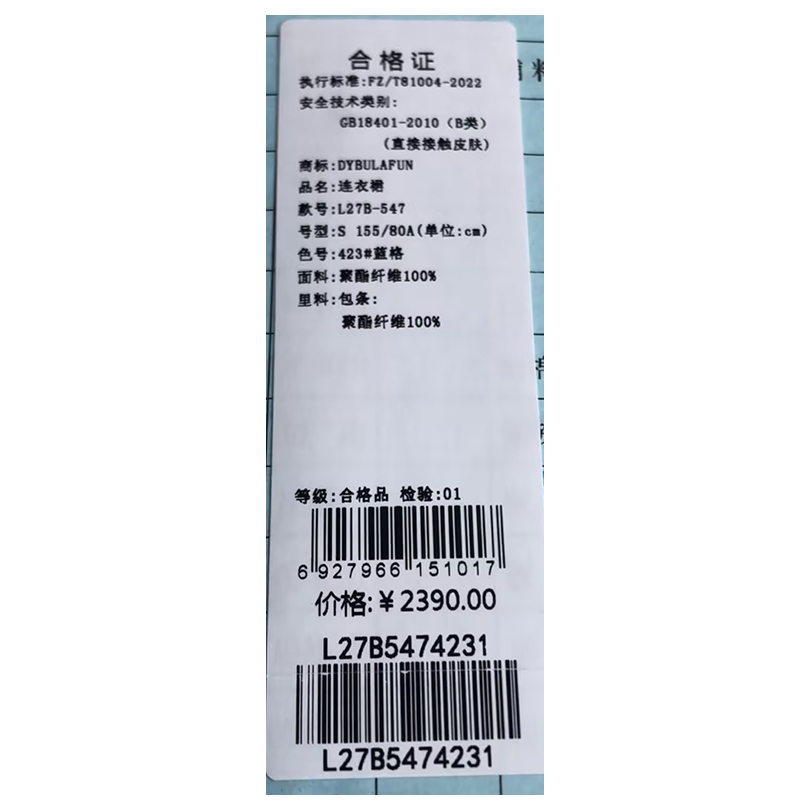 合格证
执行标准:FZ/T81004-2022
安全技术类别:
GB18401-2010（B类）
（直接接触皮肤）
商标:DYBULAFUN
品名:连衣裙
款号:L27B-547
号型:S 155/80A(单位:cm)
色号:423#蓝格
面料:聚酯纤维100%
里料:包条:
聚酯纤维100%
等级:合格品 检验:01
6 927966 151017
价格:￥2390.00
L27B5474231
L27B5474231